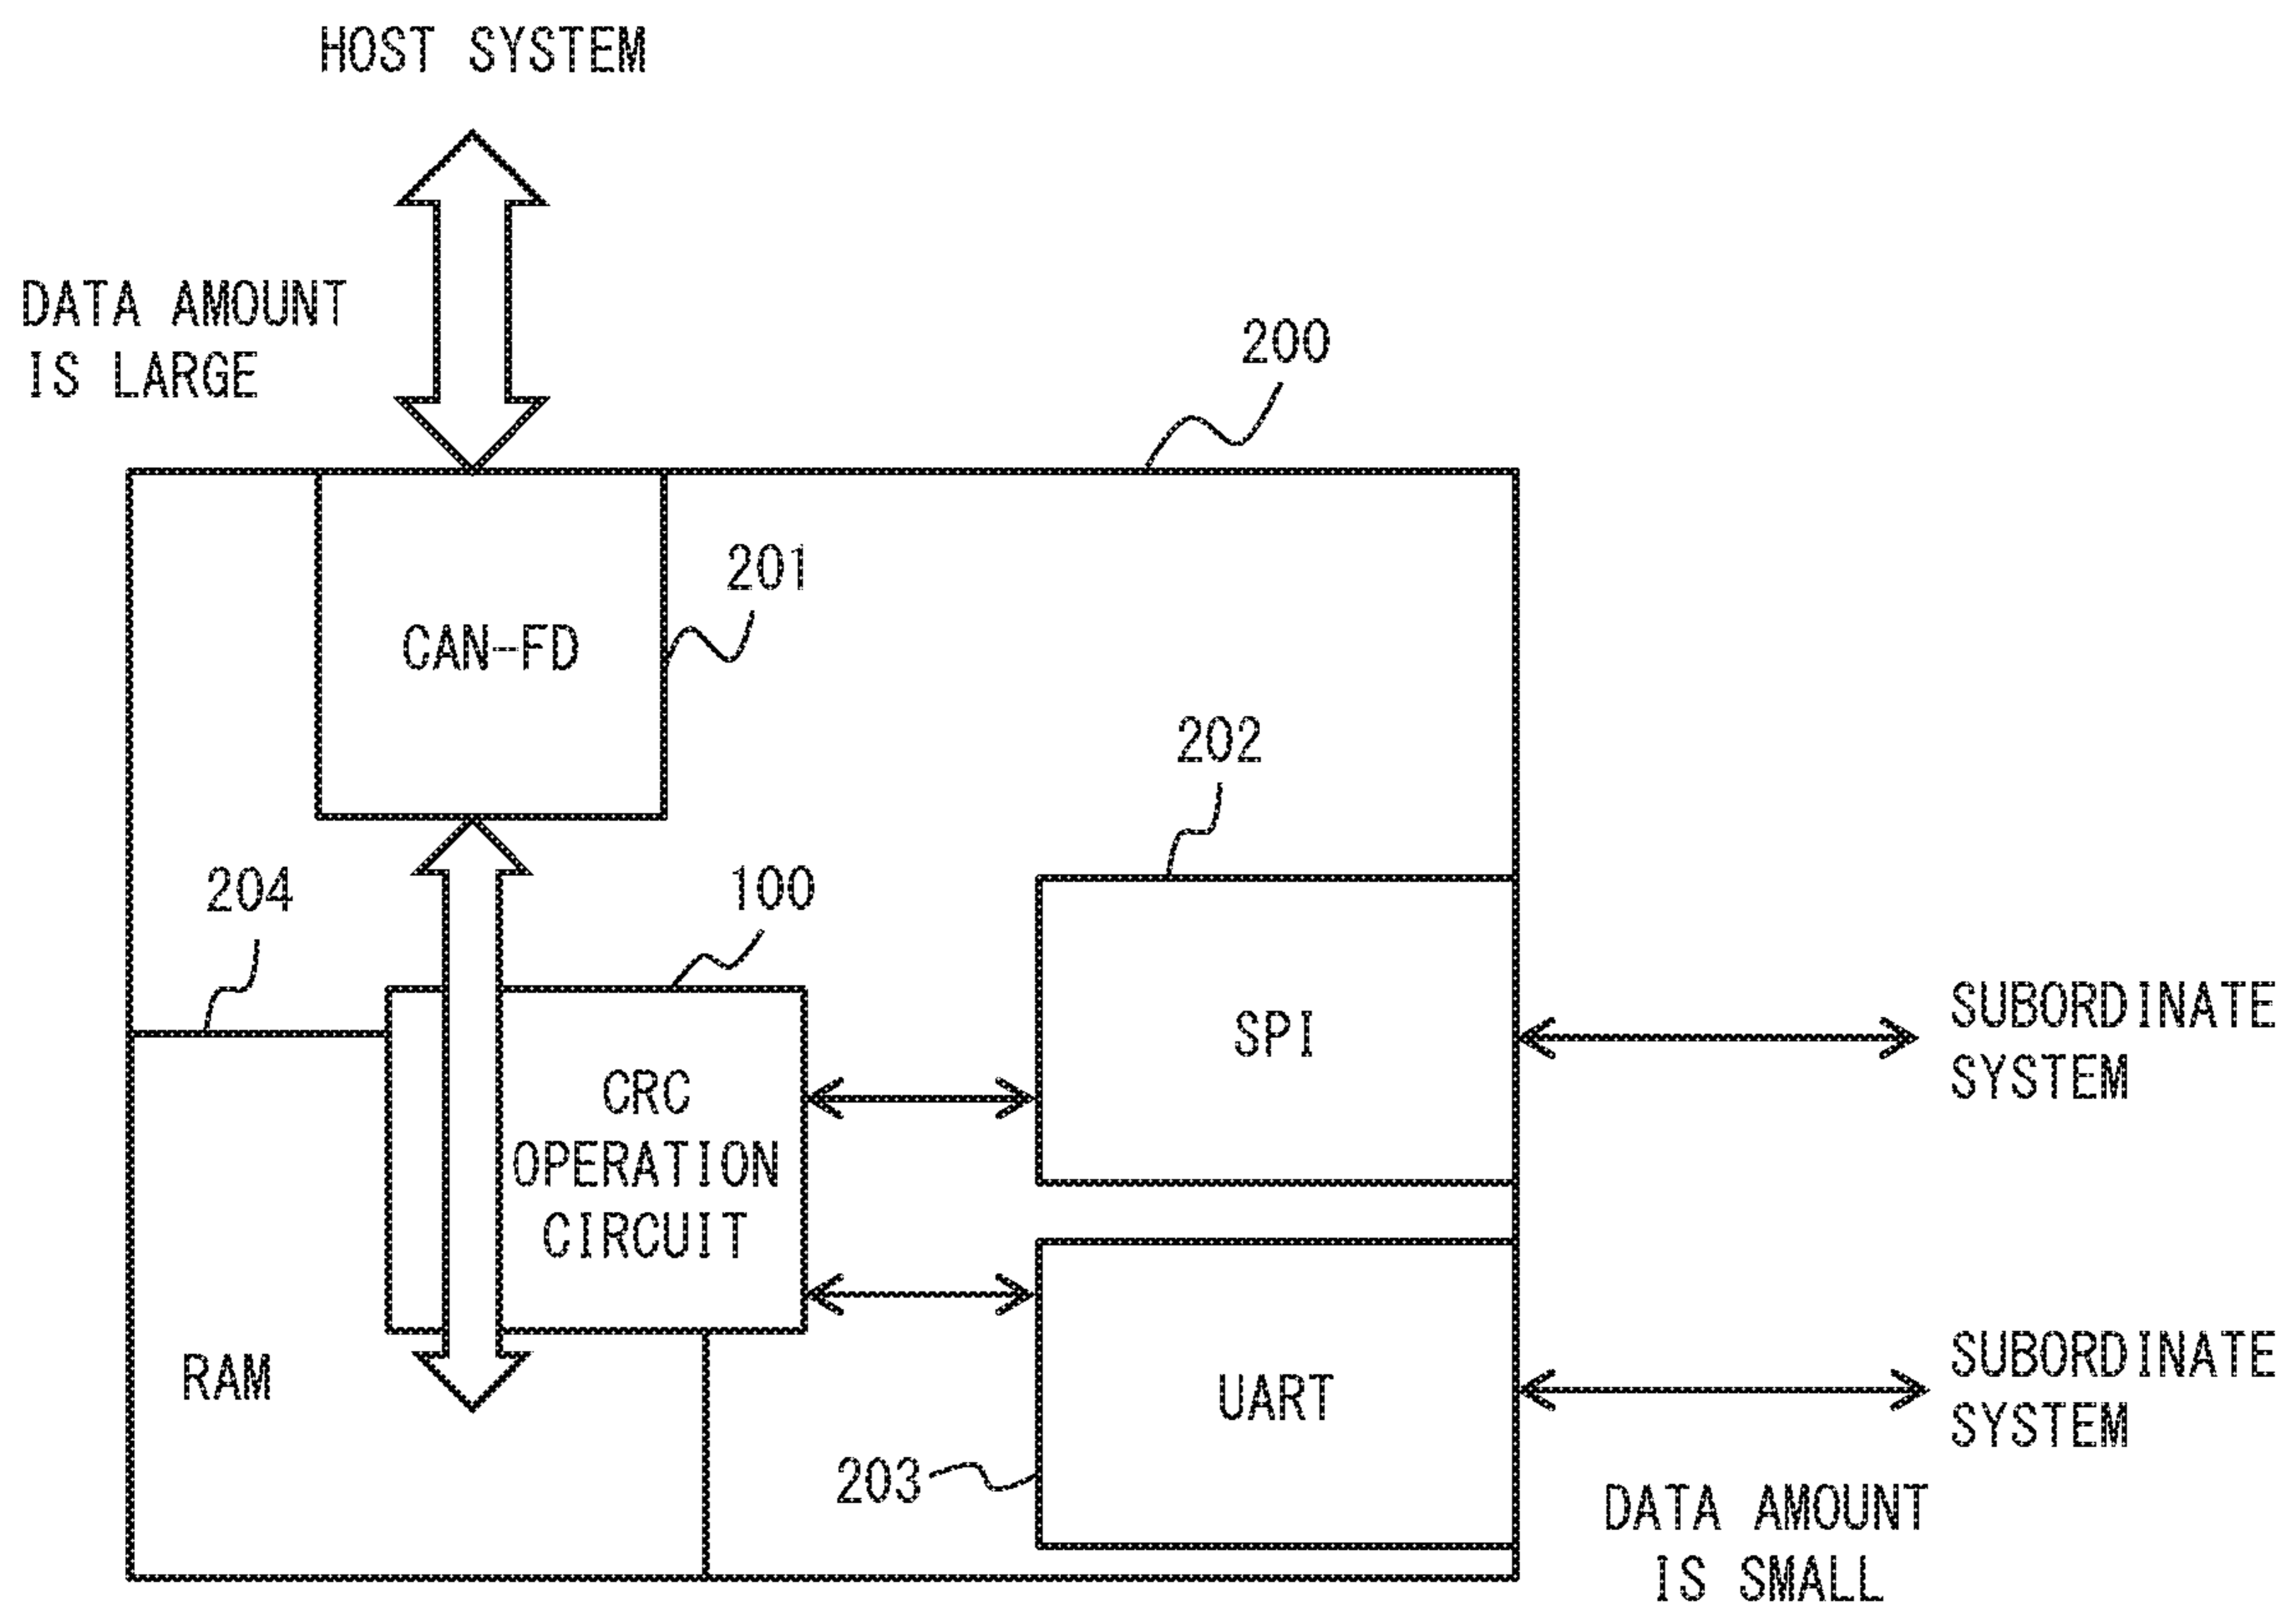 HOST SYSTEM
DATA AMOUNT
IS LARGE
200
201
CAN-FD
202
204
100
SPI
SUBORDINATE
SYSTEM
CRC
OPERATION
CIRCUIT
RAM
UART
SUBORDINATE
SYSTEM
203
DATA AMOUNT
IS SMALL